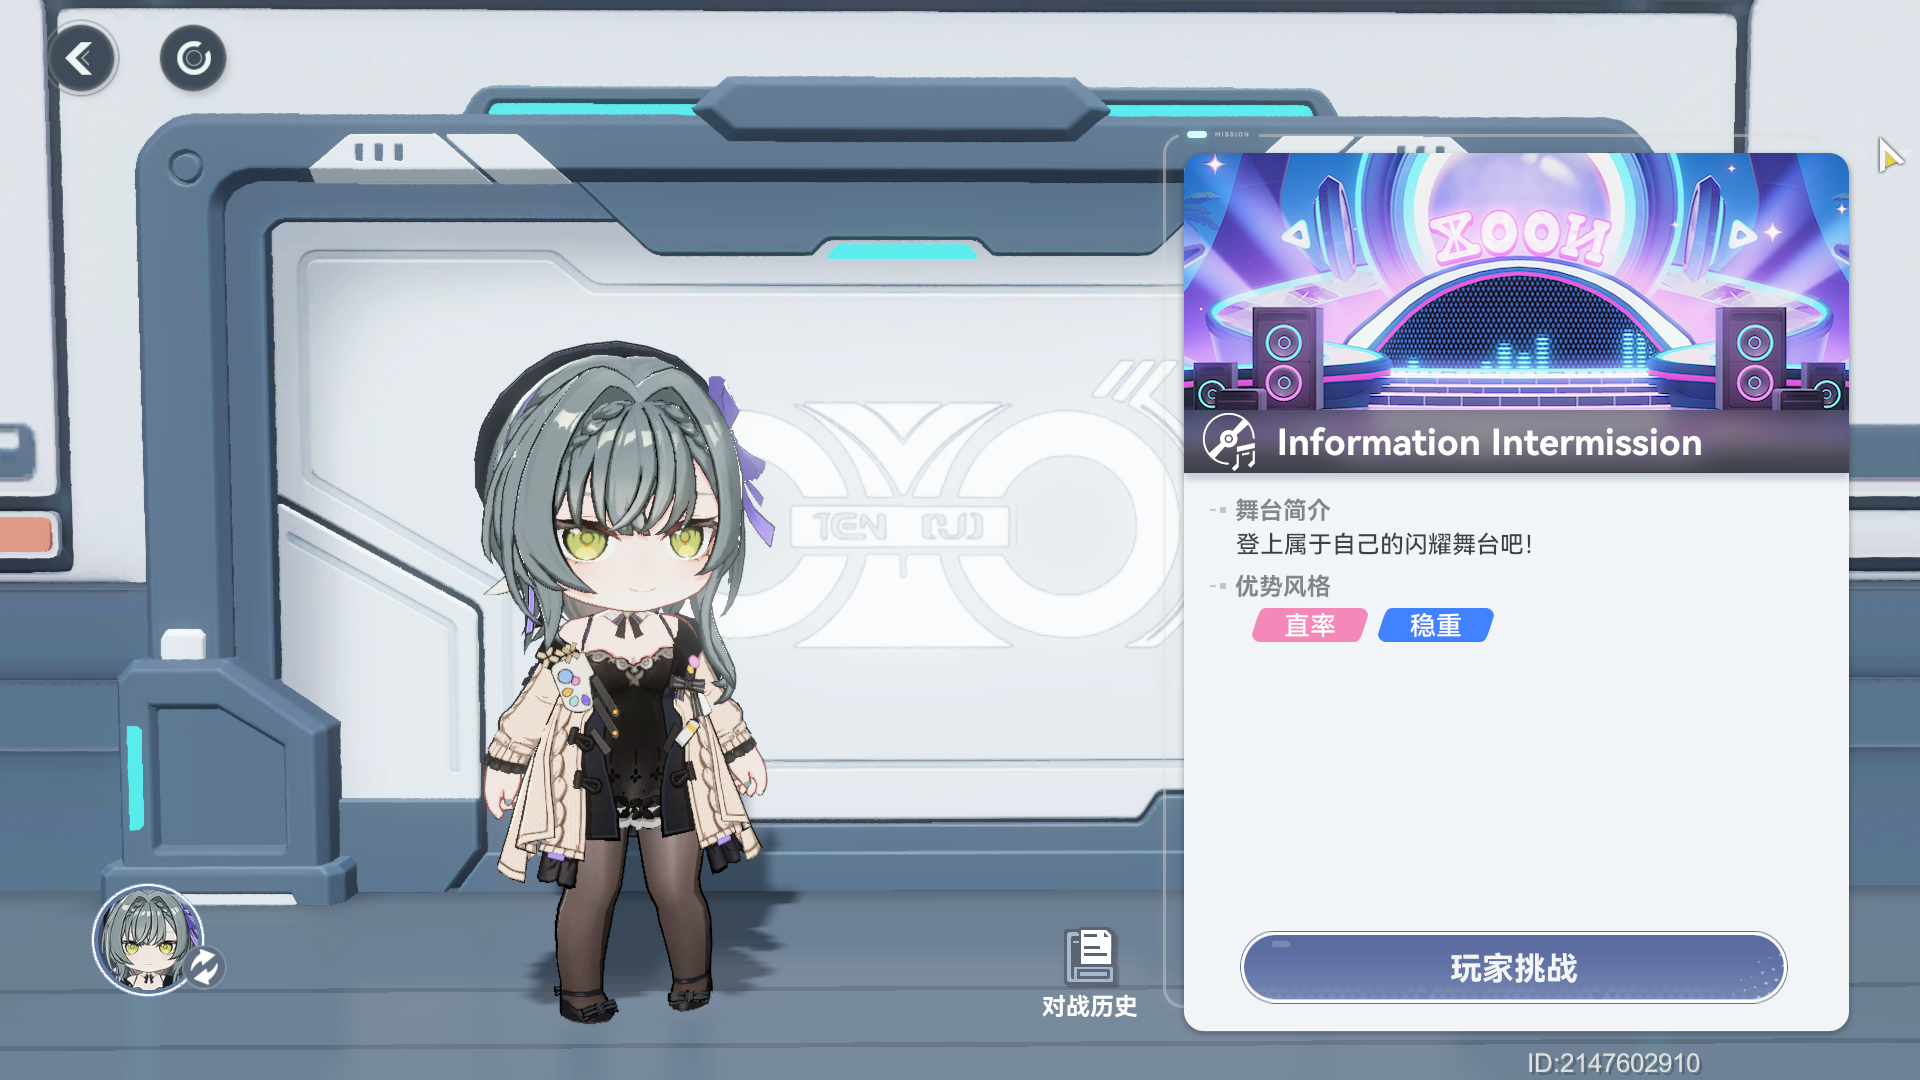 MISSION
ZOON
Information Intermission
舞台简介
登上属于自己的闪耀舞台吧！
优势风格
直率
稳重
玩家挑战
对战历史
ID:2147602910